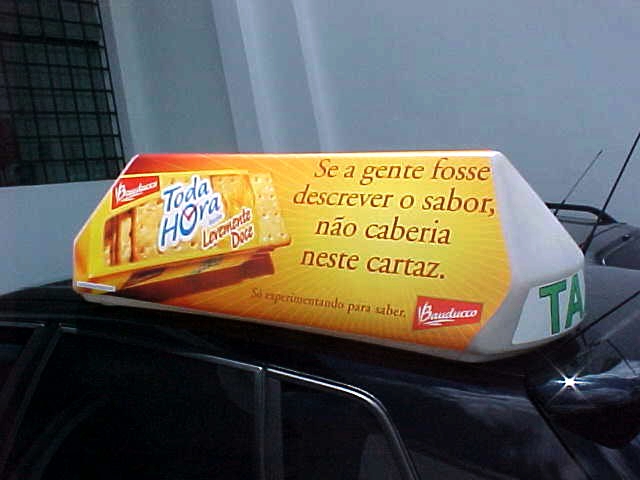 Bauducco
Toda
Hora
Levemente
Doce
Se a gente fosse
descrever o sabor,
não caberia
neste cartaz.
Só experimentando para saber.
Bauducco
TA